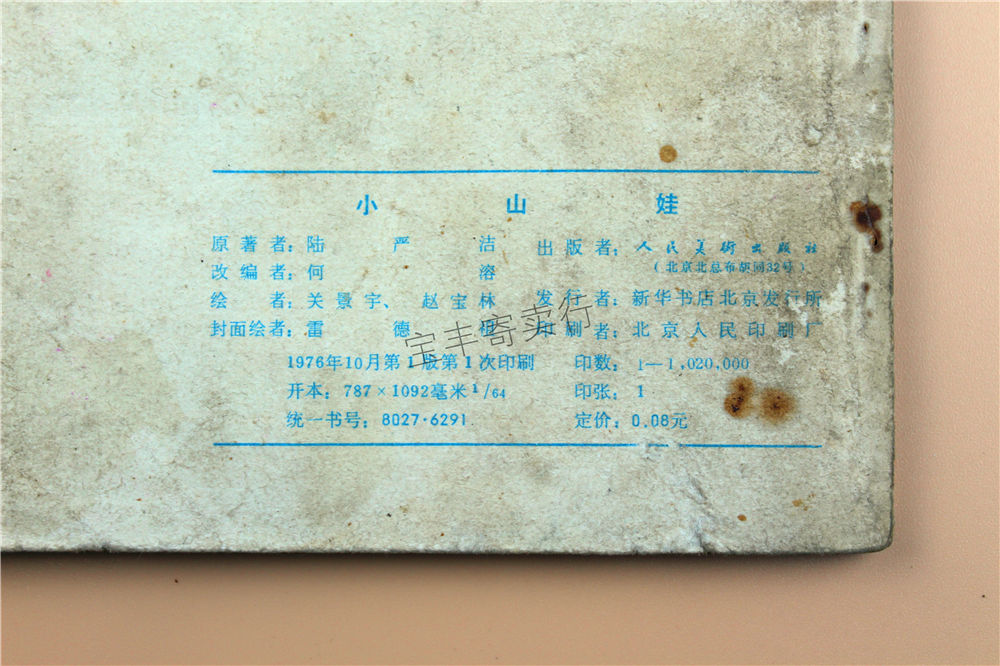 小山娃
原著者：陆严洁 出版者：人民美術出版社
改编者：何溶 （北京北总布胡同32号）
绘者：关景宇、赵宝林 发行者：新华书店北京发行所
封面绘者：雷德祖 印刷者：北京人民印刷厂
宝丰寄卖行
1976年10月第1版第1次印刷 印数：1—1,020,000
开本：787×1092毫米1/64 印张：1
统一书号：8027·6291 定价：0.08元